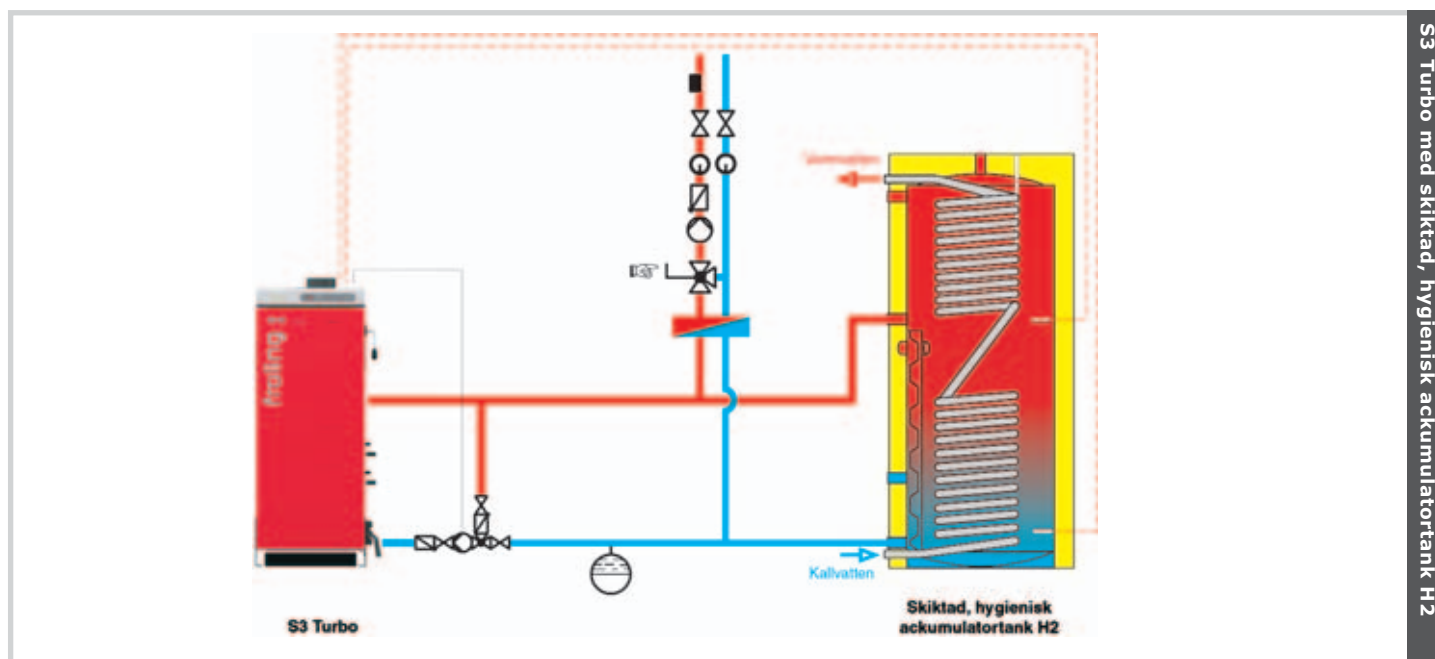 S3 Turbo med skiktad, hygienisk ackumulatortank H2
Varmvatten
Kallvatten
S3 Turbo
Skiktad, hygienisk
ackumulatortank H2